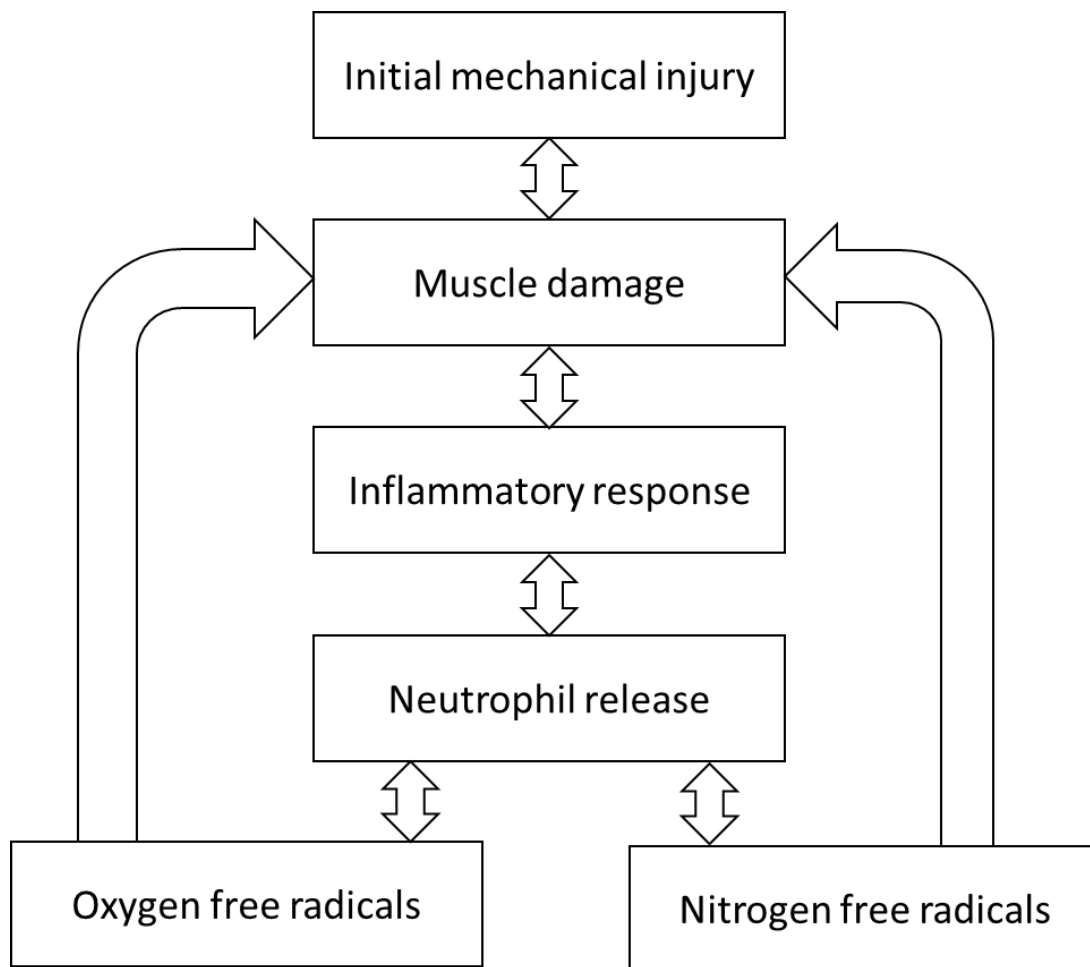 Initial mechanical injury
Muscle damage
Inflammatory response
Neutrophil release
Oxygen free radicals
Nitrogen free radicals